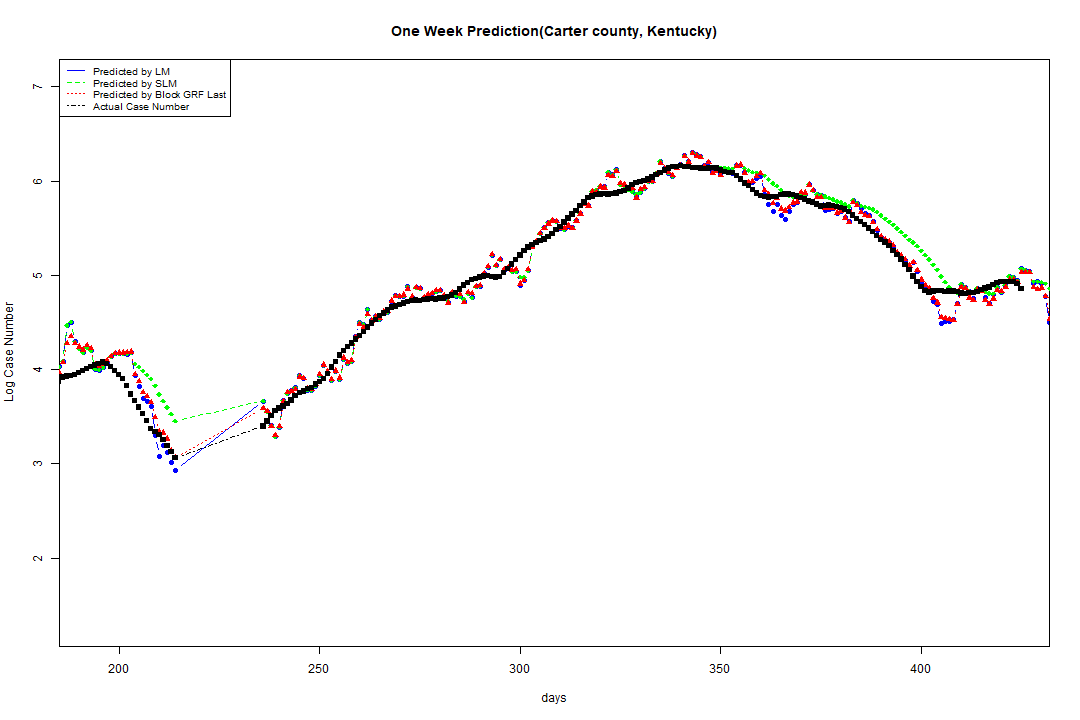 One Week Prediction(Carter county, Kentucky)
Predicted by LM
Predicted by SLM
Predicted by Block GRF Last
Actual Case Number
7
6
5
4
3
2
Log Case Number
200 250 300 350 400
days